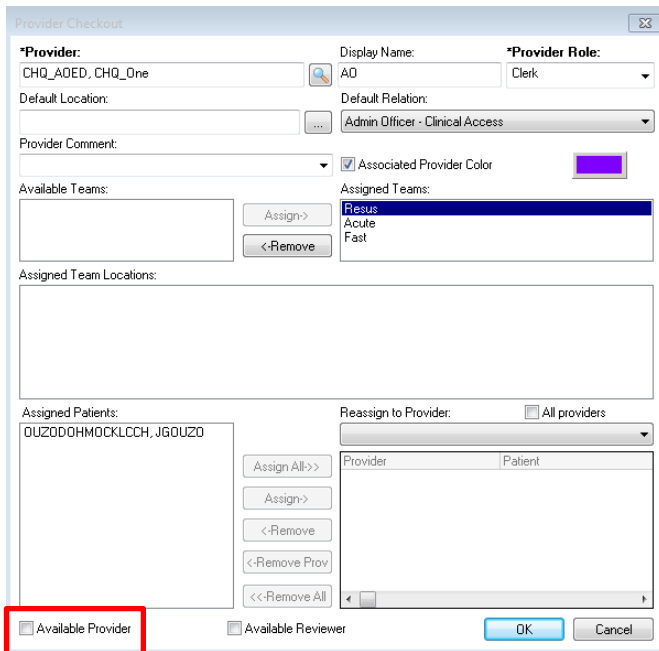 Provider Checkout
*Provider:
Display Name:
*Provider Role:
CHQ_AOED, CHQ_One
AO
Clerk
Default Location:
Default Relation:
...
Admin Officer - Clinical Access
Provider Comment:
Associated Provider Color
Available Teams:
Assigned Teams:
Assign->
<-Remove
Resus
Acute
Fast
Assigned Team Locations:
Assigned Patients:
Reassign to Provider:
All providers
OUZODOHMOCKLCCH, JGOUZO
Provider
Patient
Assign All->>
Assign->
<-Remove
<-Remove Prov
<<-Remove All
Available Provider
Available Reviewer
OK
Cancel